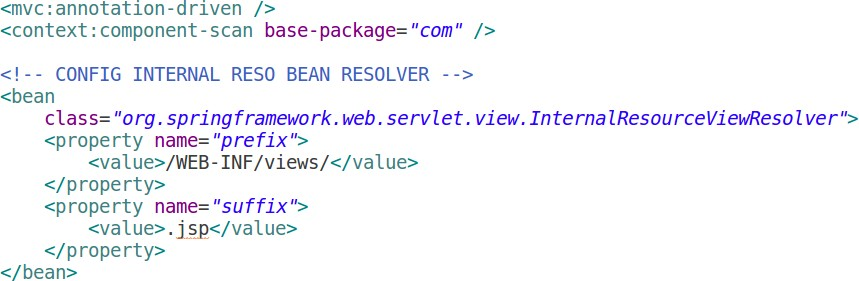 <mvc:annotation-driven />
<context:component-scan base-package="com" />
<!-- CONFIG INTERNAL RESO BEAN RESOLVER -->
<bean
class="org.springframework.web.servlet.view.InternalResourceViewResolver">
<property name="prefix">
<value>/WEB-INF/views/</value>
</property>
<property name="suffix">
<value>.jsp</value>
</property>
</bean>